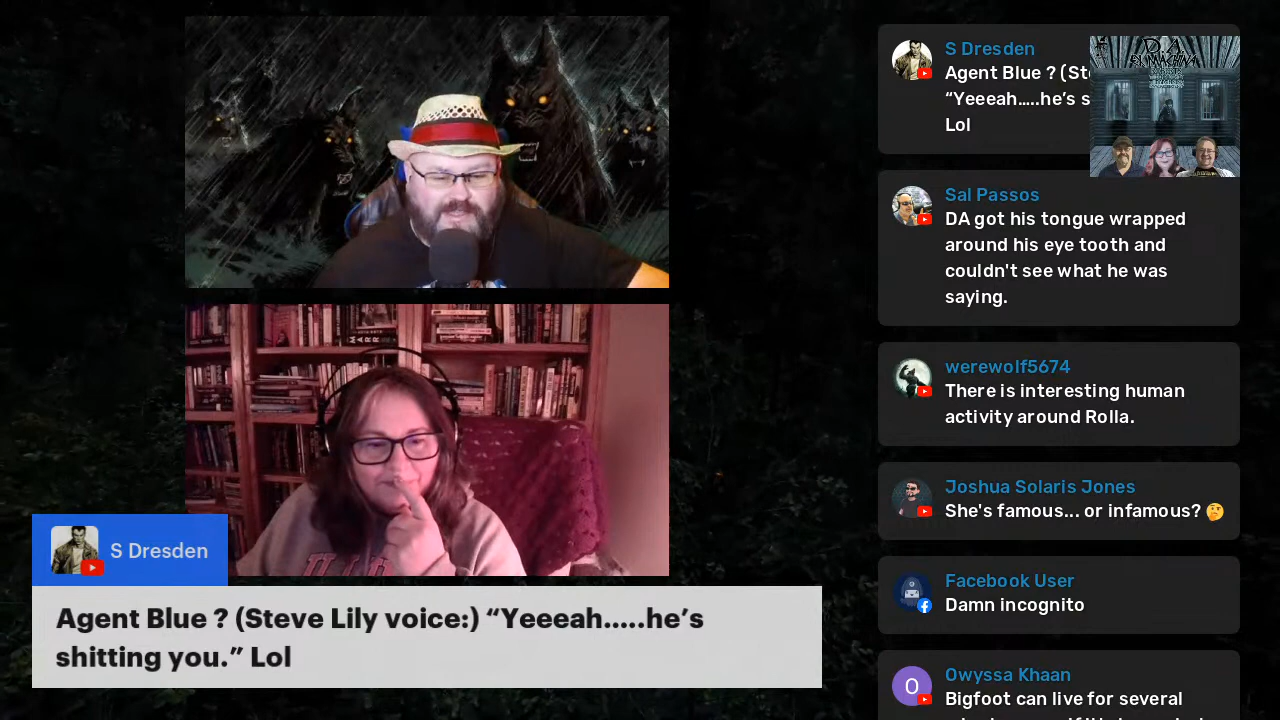 S Dresden
Agent Blue ? (Ste
“Yeeeah.....he’s s
Lol
Sal Passos
DA got his tongue wrapped
around his eye tooth and
couldn't see what he was
saying.
werewolf5674
There is interesting human
activity around Rolla.
Joshua Solaris Jones
She's famous... or infamous? 🤔
Facebook User
Damn incognito
O
Owyssa Khaan
Bigfoot can live for several
S Dresden
Agent Blue ? (Steve Lily voice:) “Yeeeah.....he’s
shitting you.” Lol